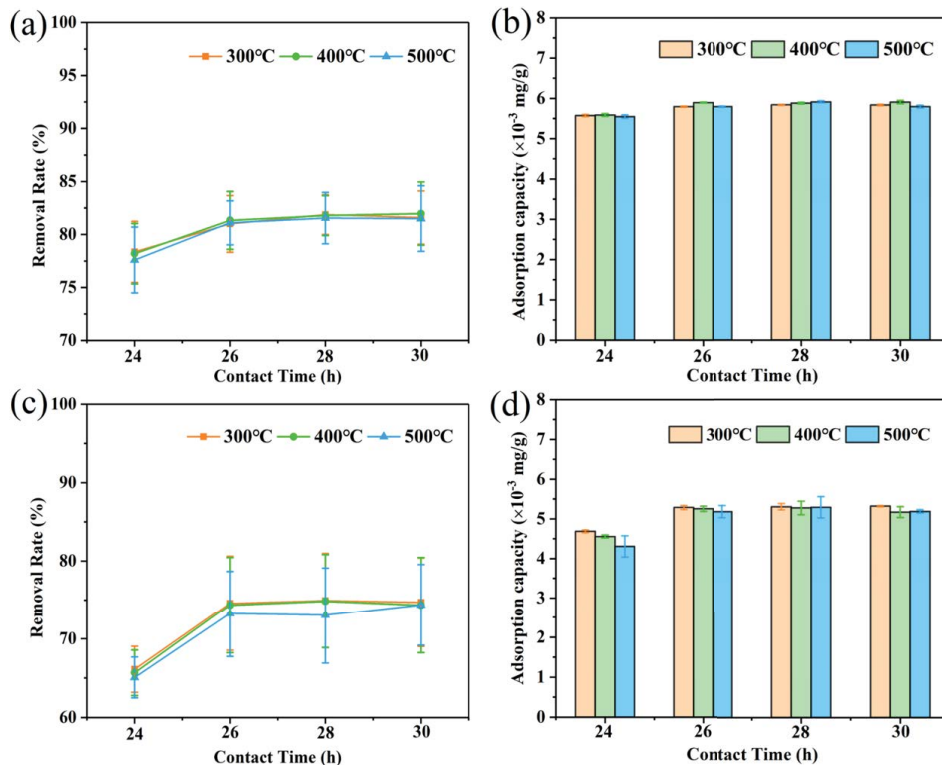 (a)
300℃ 400℃ 500℃
Removal Rate (%)
100
95
90
85
80
75
70
24 26 28 30
Contact Time (h)
(b)
300℃ 400℃ 500℃
Adsorption capacity (×10⁻³ mg/g)
8
7
6
5
4
3
2
1
0
24 26 28 30
Contact Time (h)
(c)
300℃ 400℃ 500℃
Removal Rate (%)
100
90
80
70
60
24 26 28 30
Contact Time (h)
(d)
300℃ 400℃ 500℃
Adsorption capacity (×10⁻³ mg/g)
8
7
6
5
4
3
2
1
0
24 26 28 30
Contact Time (h)